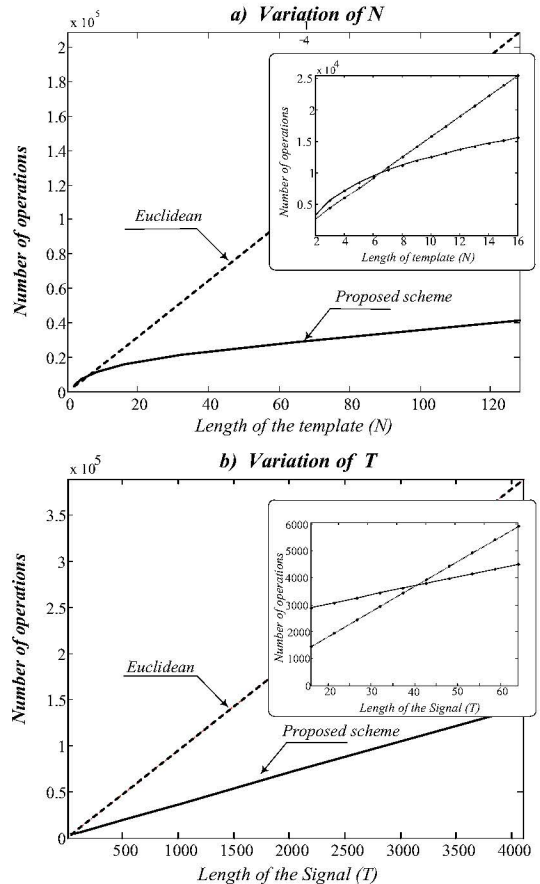 a) Variation of N
x 10^5
-4
2
1.8
1.6
1.4
1.2
1
0.8
0.6
0.4
0.2
0
Number of operations
Euclidean
Proposed scheme
0 20 40 60 80 100 120
Length of the template (N)
x 10^4
2.5
2
1.5
1
0.5
Number of operations
2 4 6 8 10 12 14 16
Length of template (N)
b) Variation of T
x 10^5
3.5
3
2.5
2
1.5
1
0.5
0
Number of operations
Euclidean
Proposed scheme
500 1000 1500 2000 2500 3000 3500 4000
Length of the Signal (T)
6000
5000
4000
3000
2000
1000
0
Number of operations
20 30 40 50 60
Length of the Signal (T)